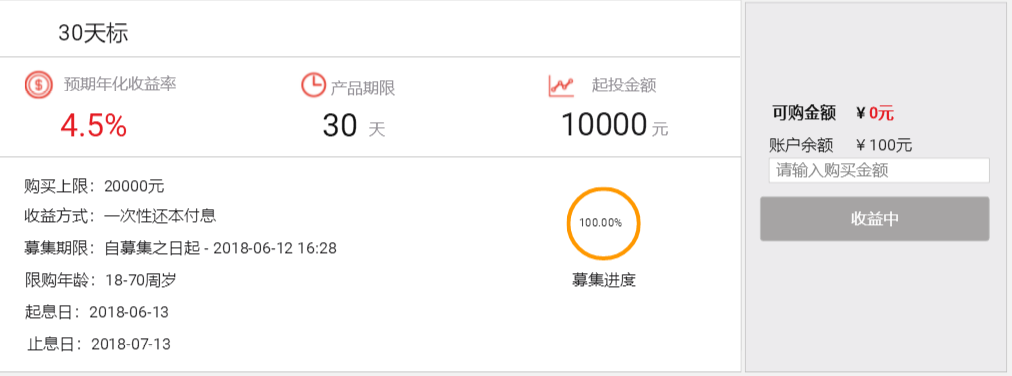 30天标
预期年化收益率
4.5%
产品期限
30 天
起投金额
10000元
购买上限：20000元
收益方式：一次性还本付息
募集期限：自募集之日起 - 2018-06-12 16:28
限购年龄：18-70周岁
起息日：2018-06-13
止息日：2018-07-13
100.00%
募集进度
可购金额 ¥ 0元
账户余额 ¥ 100元
请输入购买金额
收益中